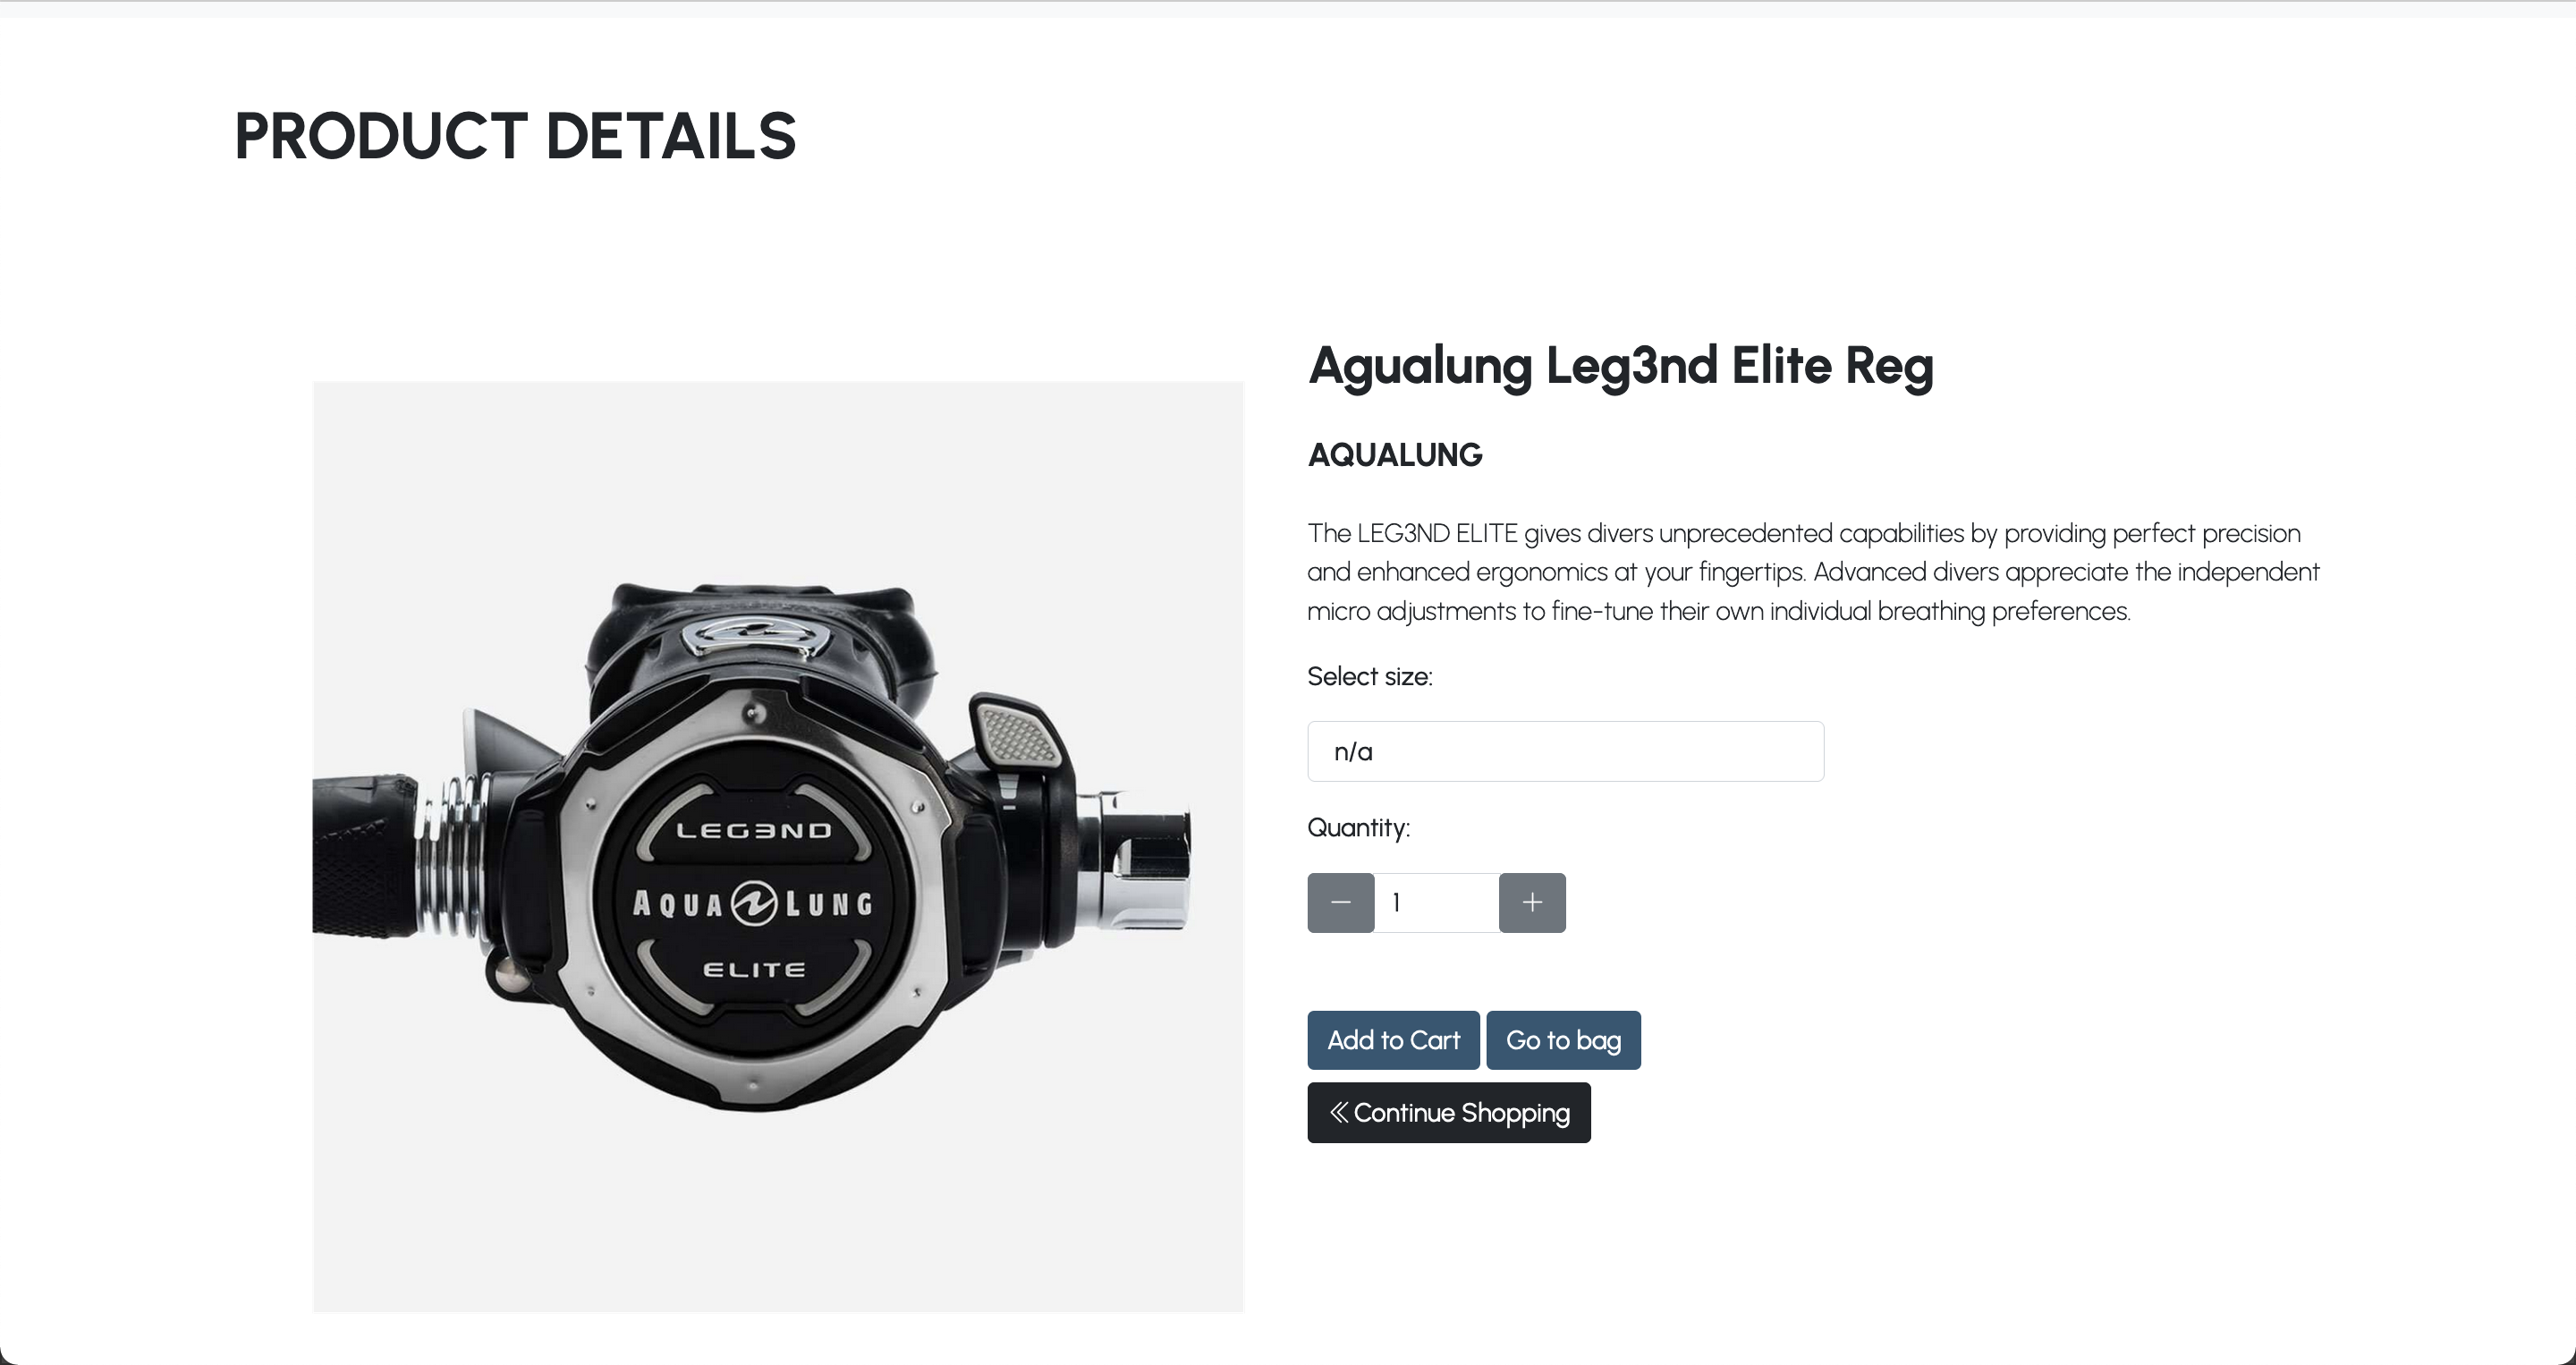 PRODUCT DETAILS
Agualung Leg3nd Elite Reg
AQUALUNG
The LEG3ND ELITE gives divers unprecedented capabilities by providing perfect precision
and enhanced ergonomics at your fingertips. Advanced divers appreciate the independent
micro adjustments to fine-tune their own individual breathing preferences.
Select size:
n/a
Quantity:
1
Add to Cart
Go to bag
Continue Shopping
LEG3ND
AQUA LUNG
ELITE